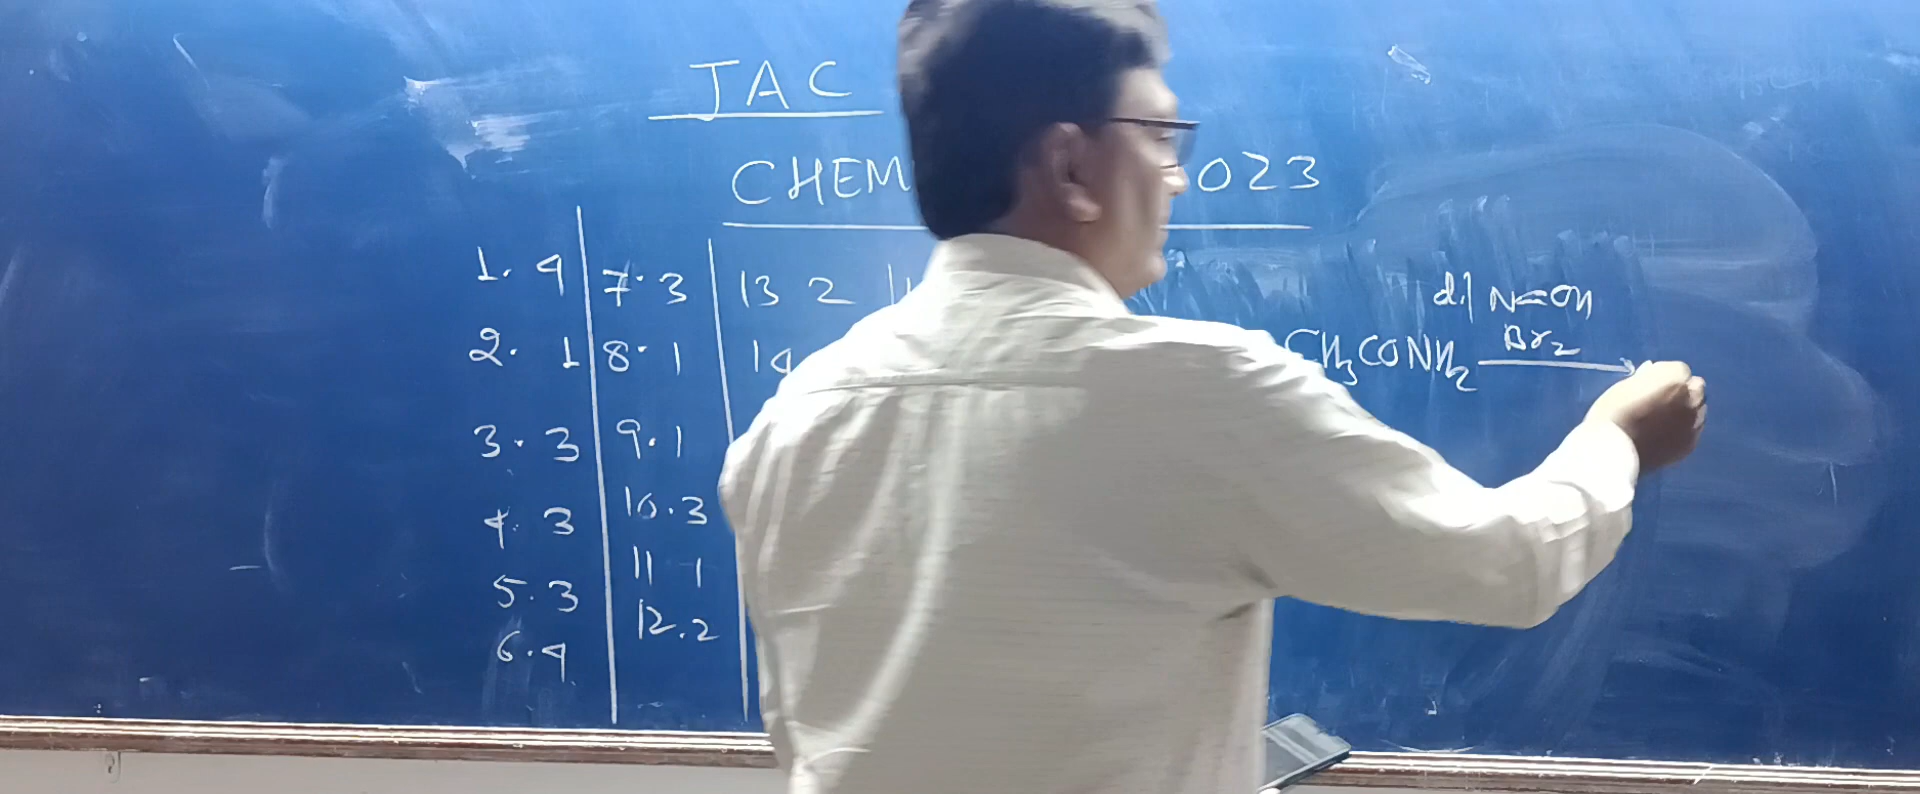 JAC
CHEM 023
1. 4
2. 1
3. 3
4. 3
5. 3
6. 4
7. 3
8. 1
9. 1
10. 3
11 1
12. 2
13 2
14
dil NaOH
Br2
CH3CONH2